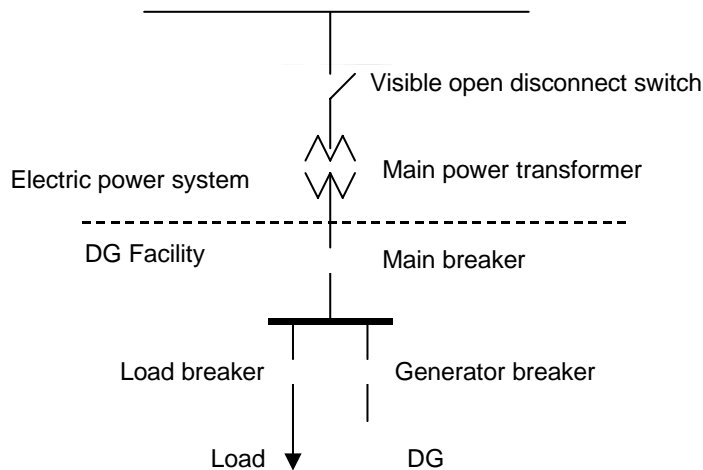 Visible open disconnect switch
Main power transformer
Electric power system
DG Facility
Main breaker
Load breaker
Generator breaker
Load
DG